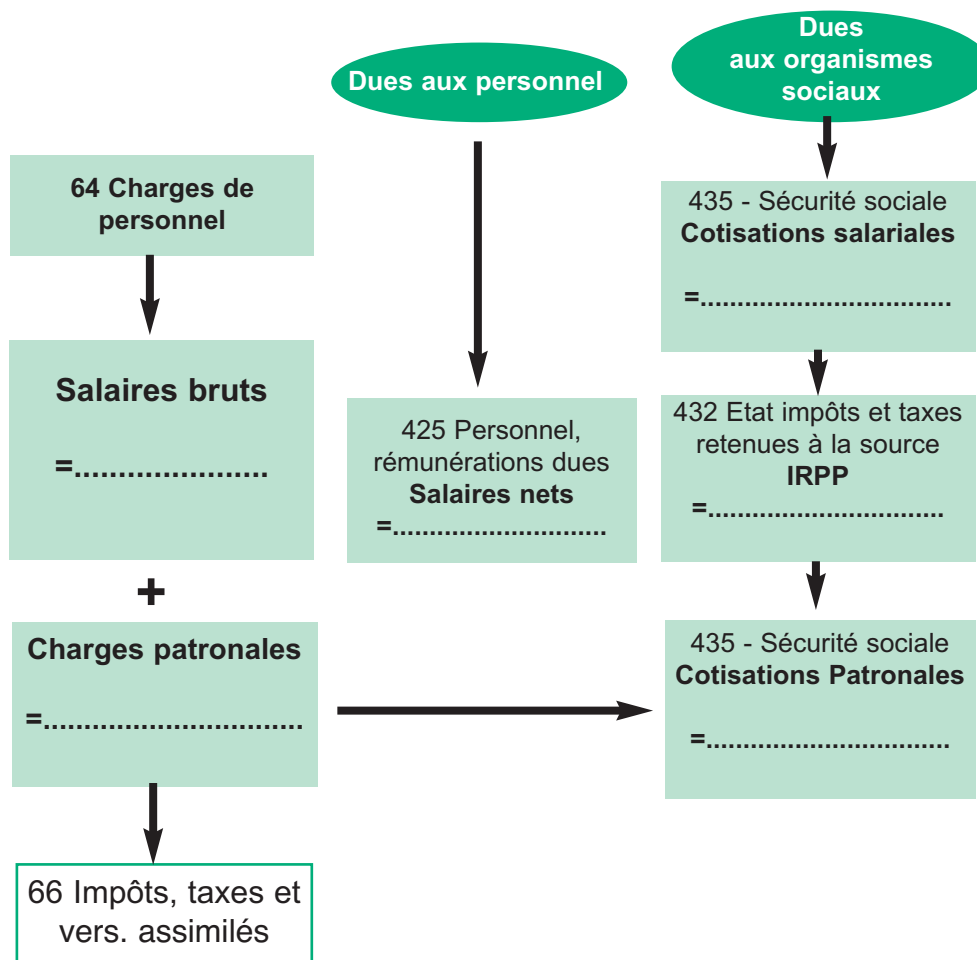 Dues aux personnel
Dues
aux organismes
sociaux
64 Charges de
personnel
Salaires bruts
=.......................
+
Charges patronales
=...............................
66 Impôts, taxes et
vers. assimilés
425 Personnel,
rémunérations dues
Salaires nets
=.............................
435 - Sécurité sociale
Cotisations salariales
=.................................
432 Etat impôts et taxes
retenues à la source
IRPP
=................................
435 - Sécurité sociale
Cotisations Patronales
=.................................